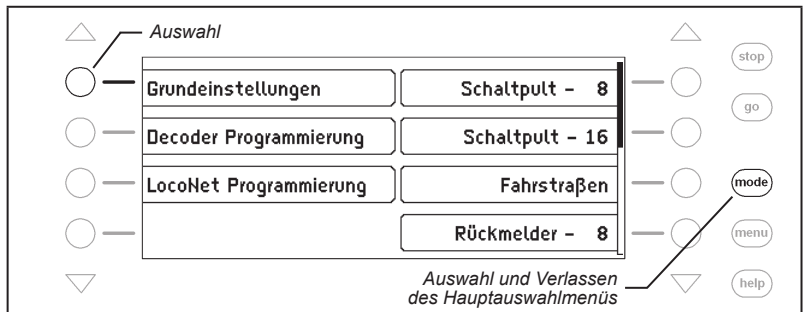 Auswahl
stop
Grundeinstellungen
Schaltpult - 8
go
Decoder Programmierung
Schaltpult - 16
LocoNet Programmierung
Fahrstraßen
mode
Rückmelder - 8
menu
Auswahl und Verlassen
des Hauptauswahlmenüs
help